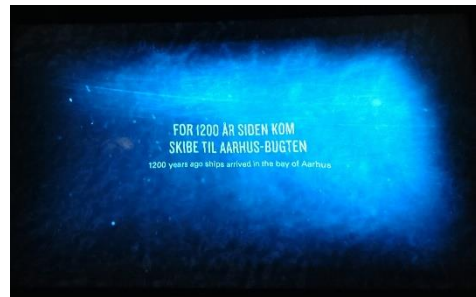 FOR 1200 ÅR SIDEN KOM
SKIBE TIL AARHUS-BUGTEN
1200 years ago ships arrived in the bay of Aarhus